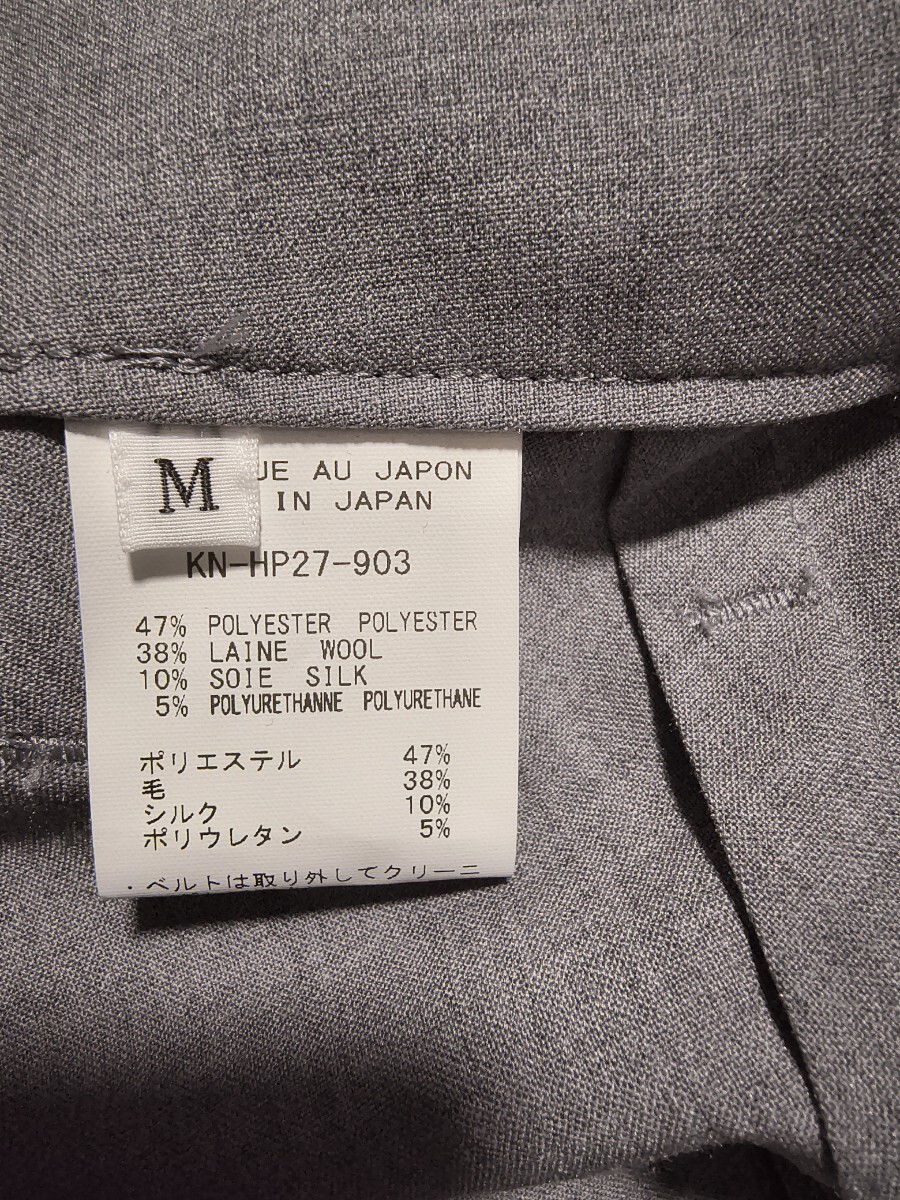 M
UE AU JAPON
IN JAPAN
KN-HP27-903
47% POLYESTER POLYESTER
38% LAINE WOOL
10% SOIE SILK
5% POLYURETHANNE POLYURETHANE
ポリエステル 47%
毛 38%
シルク 10%
ポリウレタン 5%
・ベルトは取り外してクリーニ